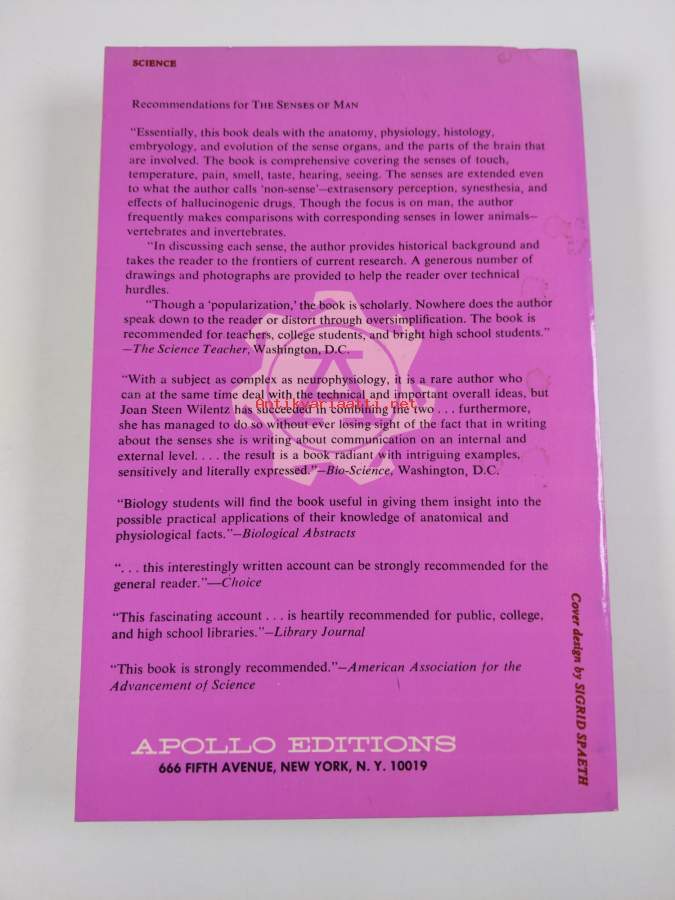 SCIENCE
Recommendations for THE SENSES OF MAN
"Essentially, this book deals with the anatomy, physiology, histology,
embryology, and evolution of the sense organs, and the parts of the brain that
are involved. The book is comprehensive covering the senses of touch,
temperature, pain, smell, taste, hearing, seeing. The senses are extended even
to what the author calls 'non-sense'—extrasensory perception, synesthesia, and
effects of hallucinogenic drugs. Though the focus is on man, the author
frequently makes comparisons with corresponding senses in lower animals—
vertebrates and invertebrates.
"In discussing each sense, the author provides historical background and
takes the reader to the frontiers of current research. A generous number of
drawings and photographs are provided to help the reader over technical
hurdles.
"Though a 'popularization,' the book is scholarly. Nowhere does the author
speak down to the reader or distort through oversimplification. The book is
recommended for teachers, college students, and bright high school students."
—The Science Teacher, Washington, D.C.
"With a subject as complex as neurophysiology, it is a rare author who
can at the same time deal with the technical and important overall ideas, but
Joan Steen Wilentz has succeeded in combining the two . . . furthermore,
she has managed to do so without ever losing sight of the fact that in writing
about the senses she is writing about communication on an internal and
external level. . . . the result is a book radiant with intriguing examples,
sensitively and literally expressed."—Bio-Science, Washington, D.C.
"Biology students will find the book useful in giving them insight into the
possible practical applications of their knowledge of anatomical and
physiological facts."—Biological Abstracts
". . . this interestingly written account can be strongly recommended for the
general reader."—Choice
"This fascinating account . . . is heartily recommended for public, college,
and high school libraries."—Library Journal
"This book is strongly recommended."—American Association for the
Advancement of Science
APOLLO EDITIONS
666 FIFTH AVENUE, NEW YORK, N. Y. 10019
Cover design by SIGRID SPAETH
A
Antikvariaatti.net